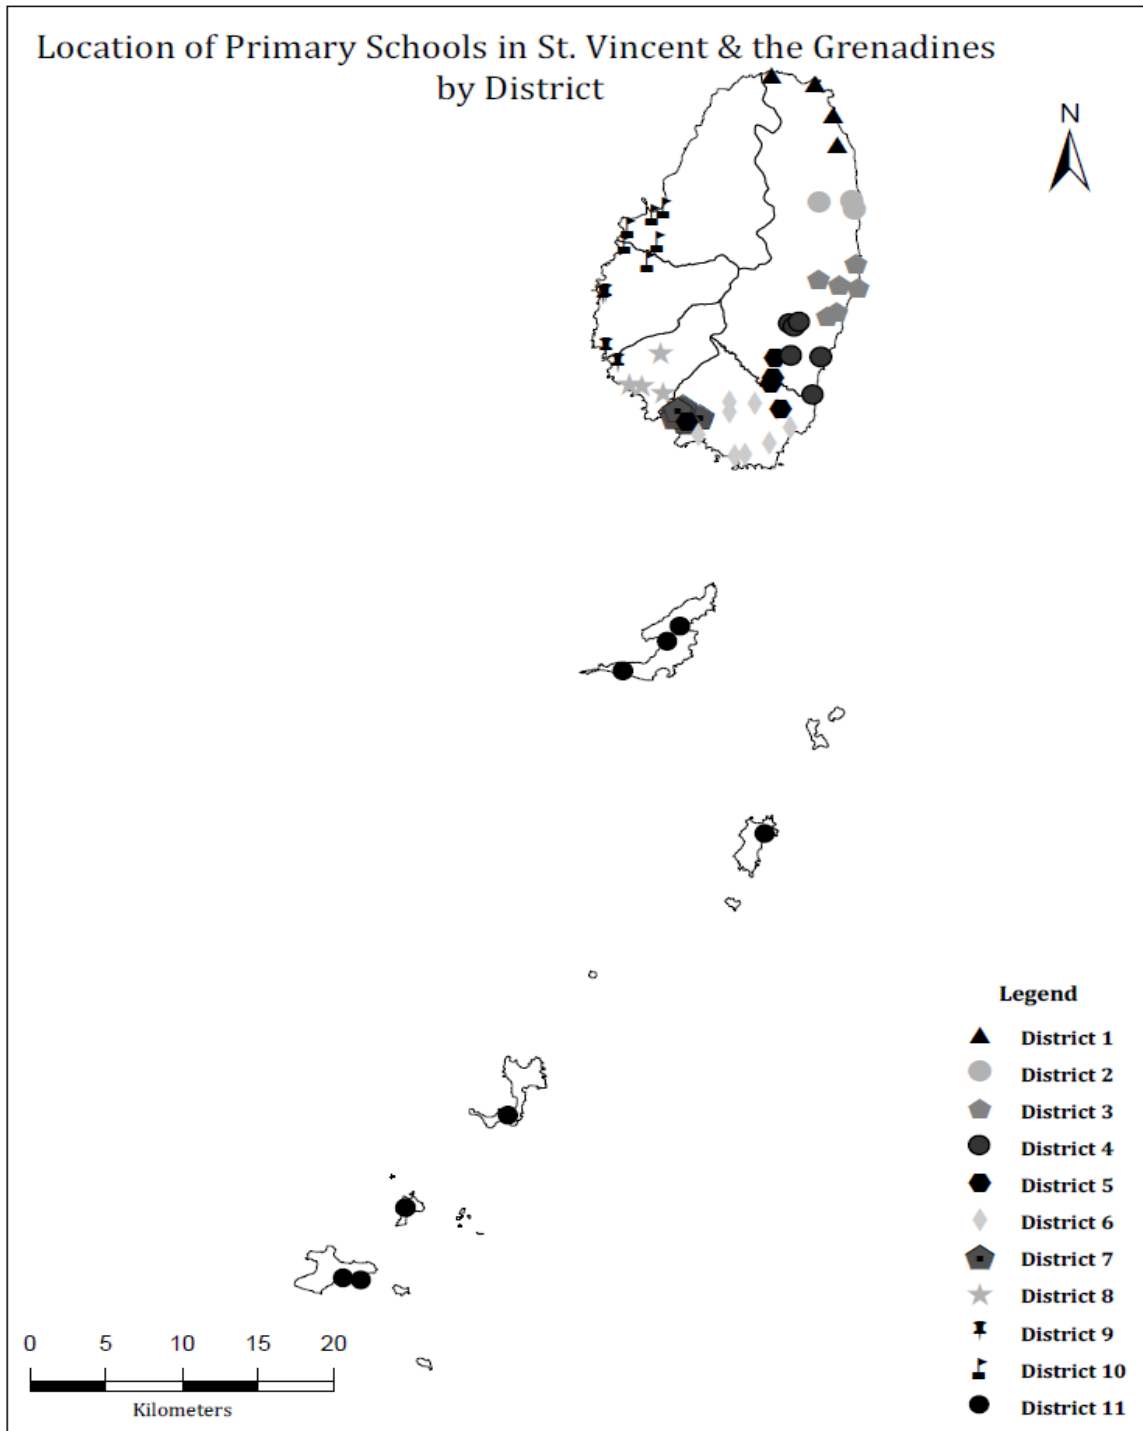 Location of Primary Schools in St. Vincent & the Grenadines
by District
N
Legend
District 1
District 2
District 3
District 4
District 5
District 6
District 7
District 8
District 9
District 10
District 11
0 5 10 15 20
Kilometers